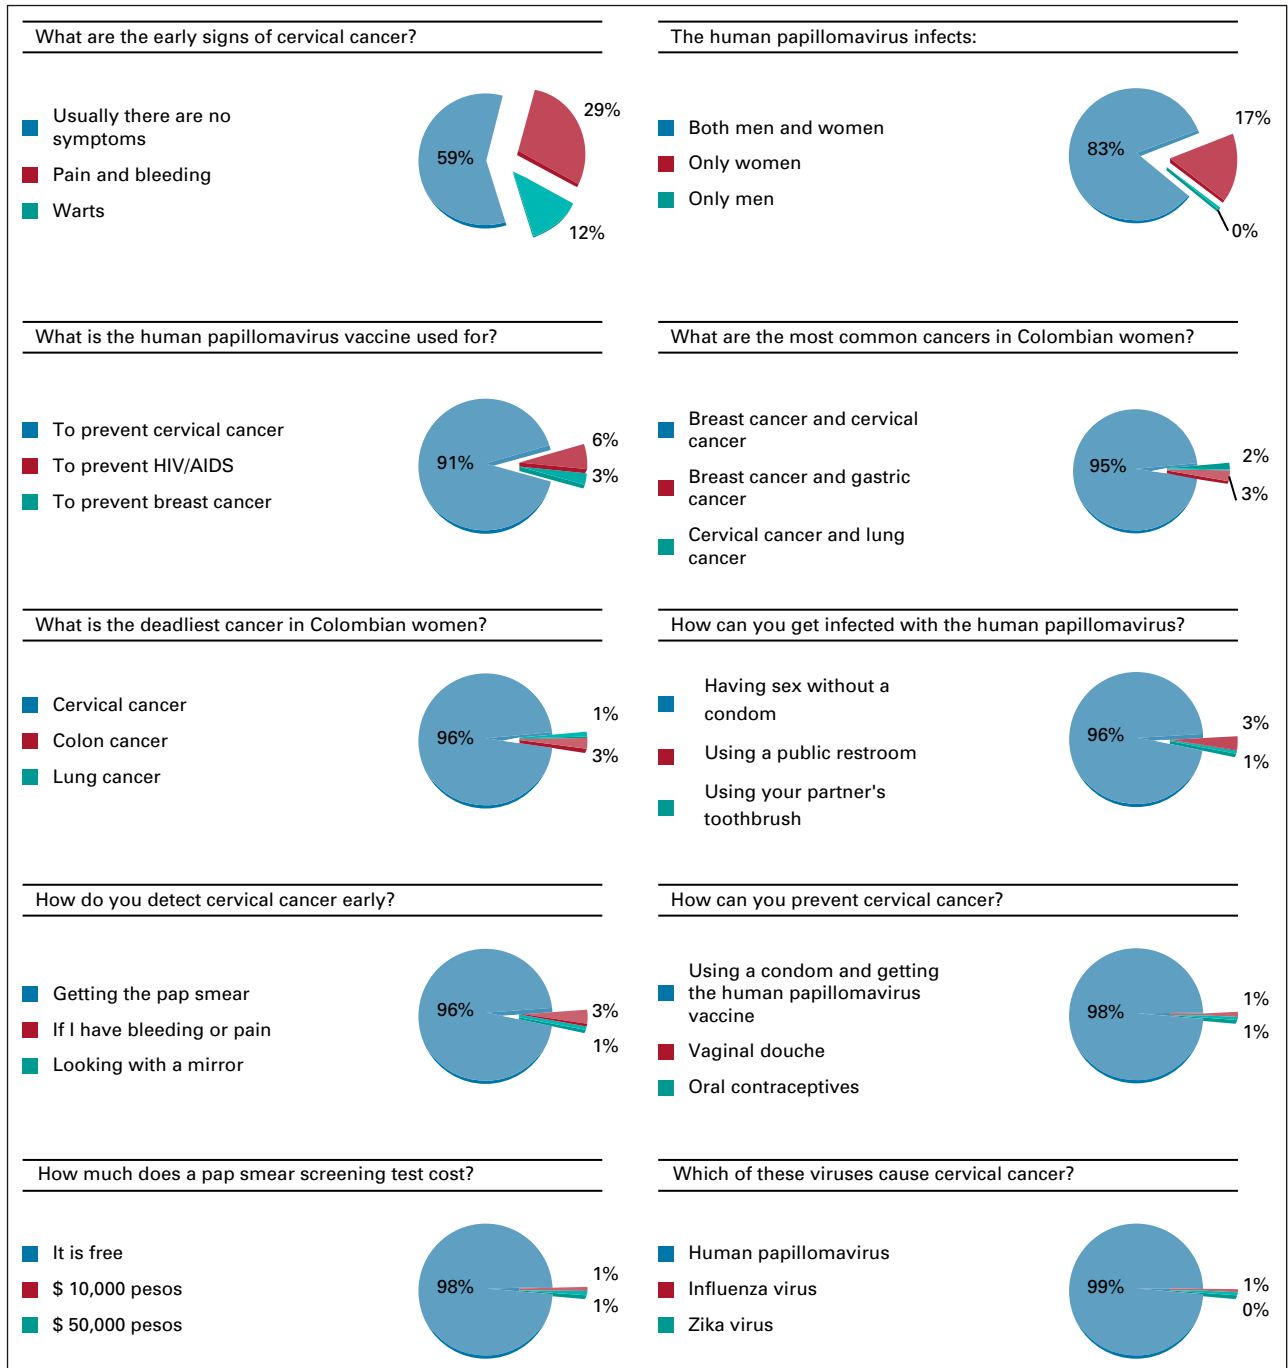 What are the early signs of cervical cancer?
Usually there are no
symptoms
Pain and bleeding
Warts
59%
29%
12%
The human papillomavirus infects:
Both men and women
Only women
Only men
83%
17%
0%
What is the human papillomavirus vaccine used for?
To prevent cervical cancer
To prevent HIV/AIDS
To prevent breast cancer
91%
6%
3%
What are the most common cancers in Colombian women?
Breast cancer and cervical
cancer
Breast cancer and gastric
cancer
Cervical cancer and lung
cancer
95%
2%
3%
What is the deadliest cancer in Colombian women?
Cervical cancer
Colon cancer
Lung cancer
96%
1%
3%
How can you get infected with the human papillomavirus?
Having sex without a
condom
Using a public restroom
Using your partner's
toothbrush
96%
3%
1%
How do you detect cervical cancer early?
Getting the pap smear
If I have bleeding or pain
Looking with a mirror
96%
3%
1%
How can you prevent cervical cancer?
Using a condom and getting
the human papillomavirus
vaccine
Vaginal douche
Oral contraceptives
98%
1%
1%
How much does a pap smear screening test cost?
It is free
$ 10,000 pesos
$ 50,000 pesos
98%
1%
1%
Which of these viruses cause cervical cancer?
Human papillomavirus
Influenza virus
Zika virus
99%
1%
0%